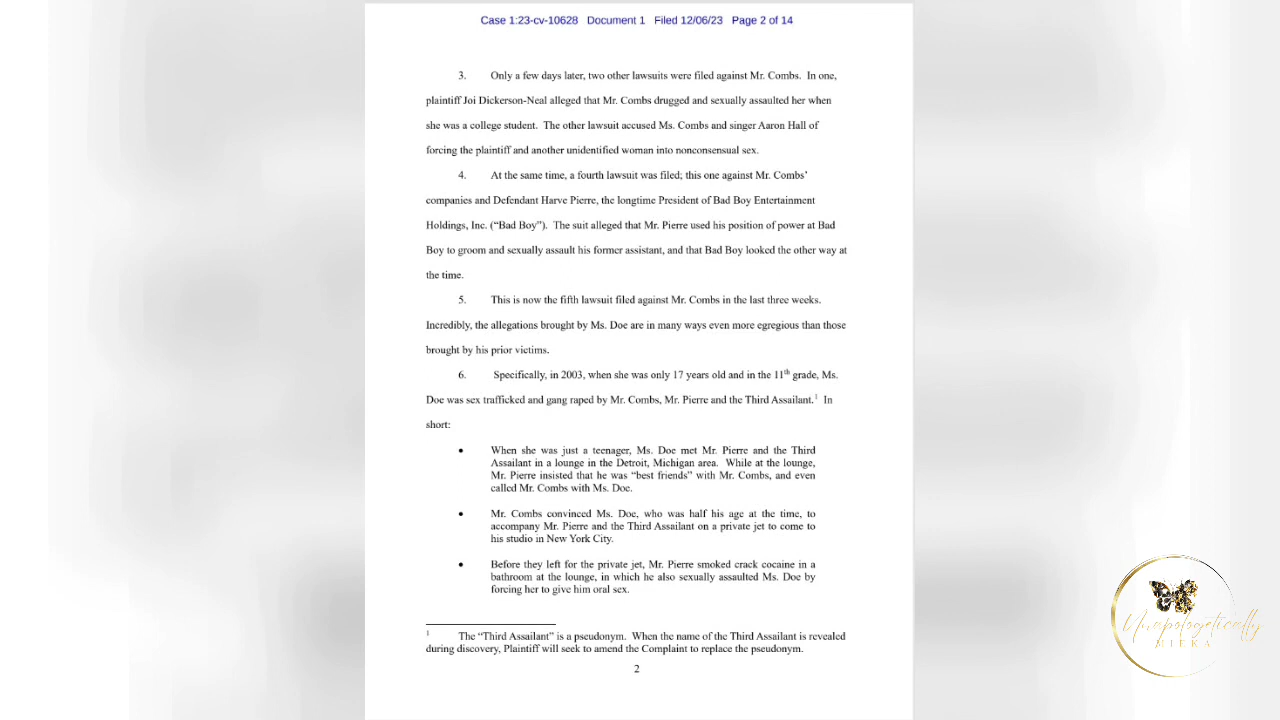 Case 1:23-cv-10628 Document 1 Filed 12/06/23 Page 2 of 14
3. Only a few days later, two other lawsuits were filed against Mr. Combs. In one,
plaintiff Joi Dickerson-Neal alleged that Mr. Combs drugged and sexually assaulted her when
she was a college student. The other lawsuit accused Ms. Combs and singer Aaron Hall of
forcing the plaintiff and another unidentified woman into nonconsensual sex.
4. At the same time, a fourth lawsuit was filed; this one against Mr. Combs’
companies and Defendant Harve Pierre, the longtime President of Bad Boy Entertainment
Holdings, Inc. (“Bad Boy”). The suit alleged that Mr. Pierre used his position of power at Bad
Boy to groom and sexually assault his former assistant, and that Bad Boy looked the other way at
the time.
5. This is now the fifth lawsuit filed against Mr. Combs in the last three weeks.
Incredibly, the allegations brought by Ms. Doe are in many ways even more egregious than those
brought by his prior victims.
6. Specifically, in 2003, when she was only 17 years old and in the 11th grade, Ms.
Doe was sex trafficked and gang raped by Mr. Combs, Mr. Pierre and the Third Assailant.1 In
short:
• When she was just a teenager, Ms. Doe met Mr. Pierre and the Third
Assailant in a lounge in the Detroit, Michigan area. While at the lounge,
Mr. Pierre insisted that he was “best friends” with Mr. Combs, and even
called Mr. Combs with Ms. Doe.
• Mr. Combs convinced Ms. Doe, who was half his age at the time, to
accompany Mr. Pierre and the Third Assailant on a private jet to come to
his studio in New York City.
• Before they left for the private jet, Mr. Pierre smoked crack cocaine in a
bathroom at the lounge, in which he also sexually assaulted Ms. Doe by
forcing her to give him oral sex.
1 The “Third Assailant” is a pseudonym. When the name of the Third Assailant is revealed
during discovery, Plaintiff will seek to amend the Complaint to replace the pseudonym.
2
Unapologetically
MIEKA